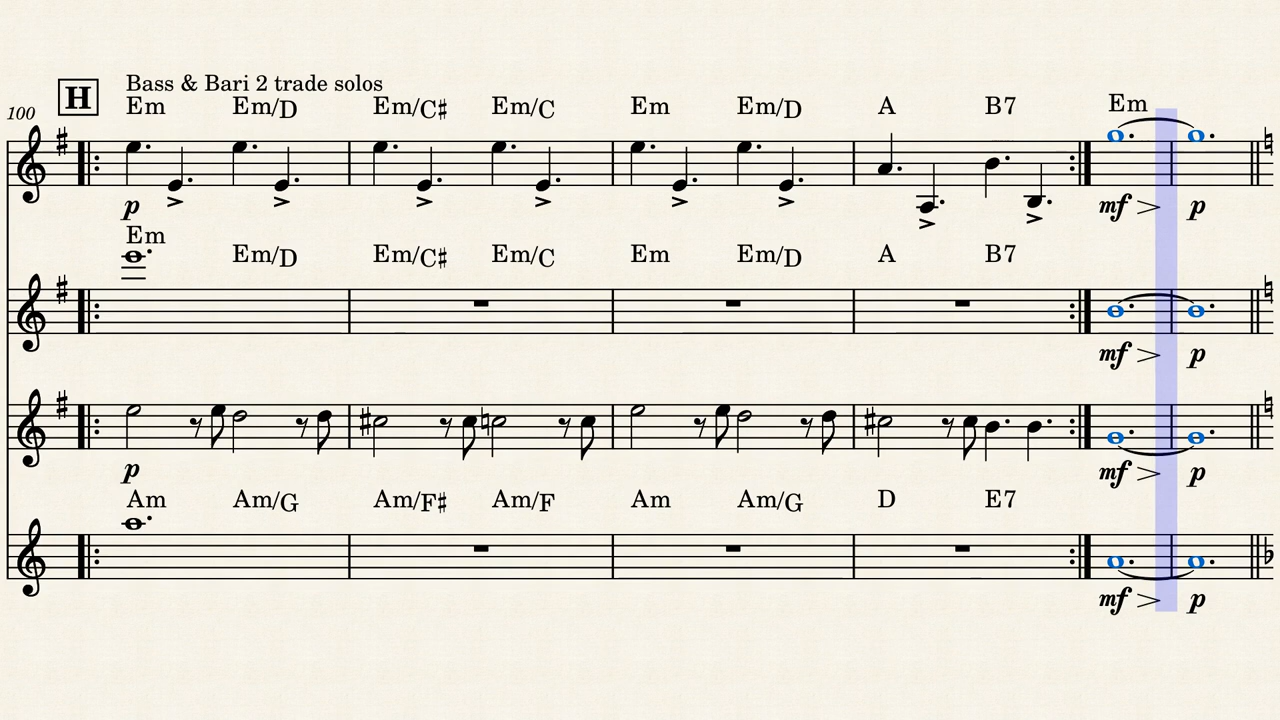 Bass & Bari 2 trade solos
H
100
Em Em/D Em/C♯ Em/C Em Em/D A B7 Em
p mf p
Em Em/D Em/C♯ Em/C Em Em/D A B7
mf p
p mf p
Am Am/G Am/F♯ Am/F Am Am/G D E7
mf p